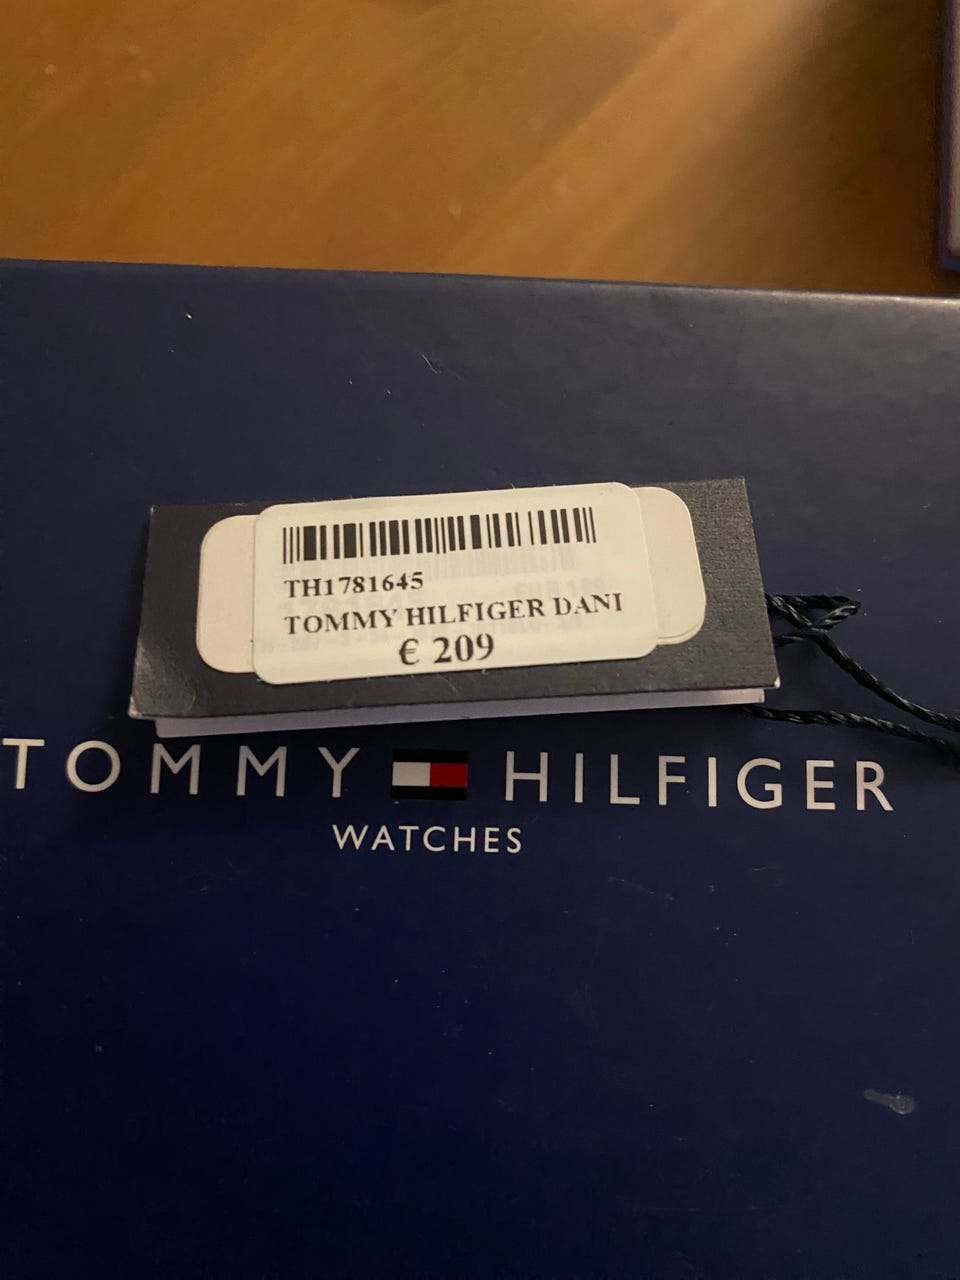 TH1781645
TOMMY HILFIGER DANI
€ 209
TOMMY HILFIGER
WATCHES